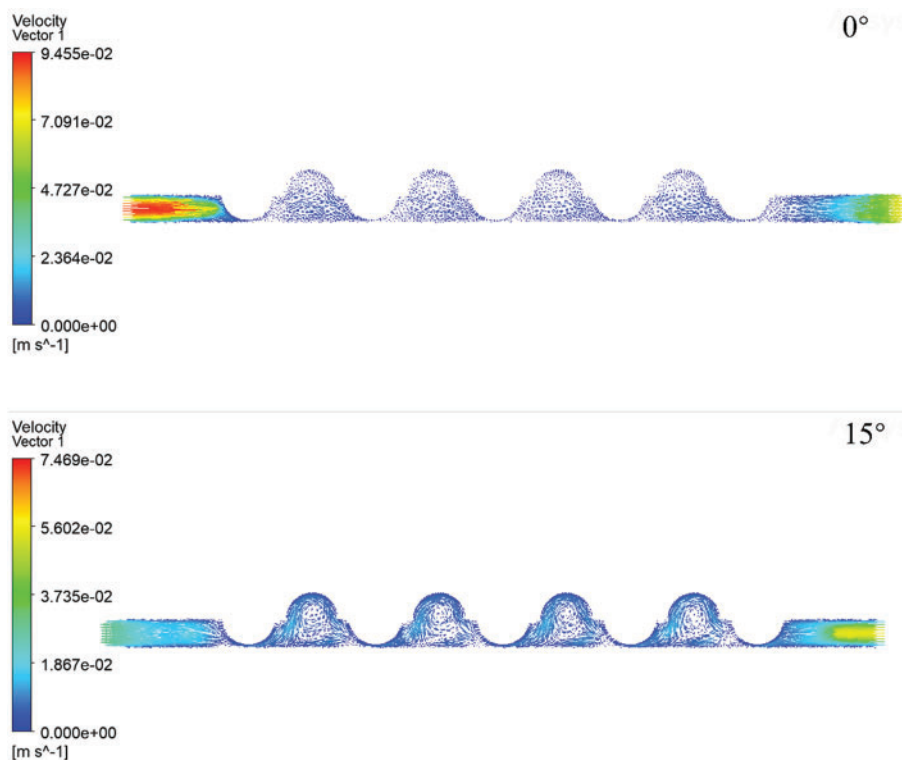 Velocity
Vector 1
0°
9.455e-02
7.091e-02
4.727e-02
2.364e-02
0.000e+00
[m s^-1]
Velocity
Vector 1
15°
7.469e-02
5.602e-02
3.735e-02
1.867e-02
0.000e+00
[m s^-1]